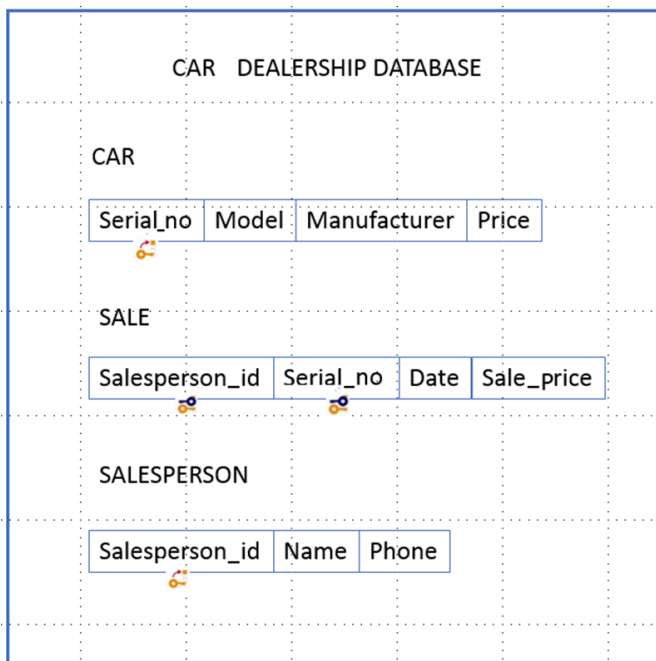 CAR DEALERSHIP DATABASE
CAR
Serial_no Model Manufacturer Price
SALE
Salesperson_id Serial_no Date Sale_price
SALESPERSON
Salesperson_id Name Phone